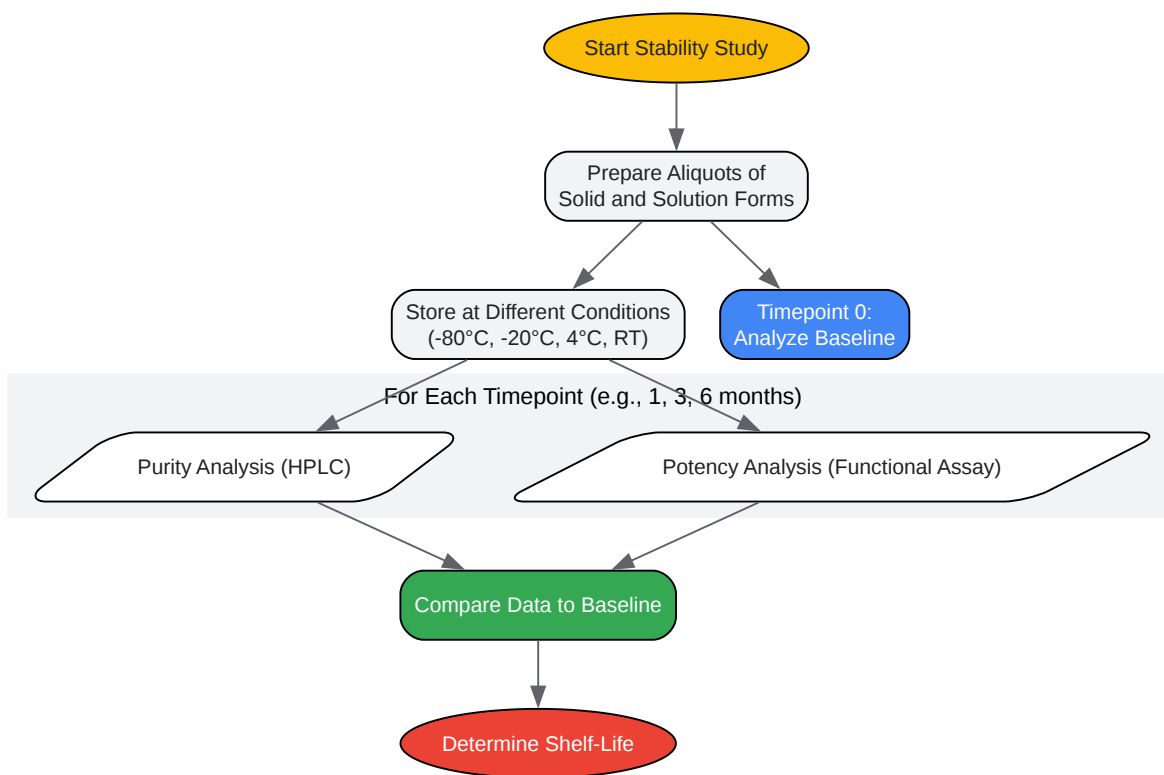 Start Stability Study
Prepare Aliquots of
Solid and Solution Forms
Store at Different Conditions
(-80°C, -20°C, 4°C, RT)
Timepoint 0:
Analyze Baseline
For Each Timepoint (e.g., 1, 3, 6 months)
Purity Analysis (HPLC)
Potency Analysis (Functional Assay)
Compare Data to Baseline
Determine Shelf-Life